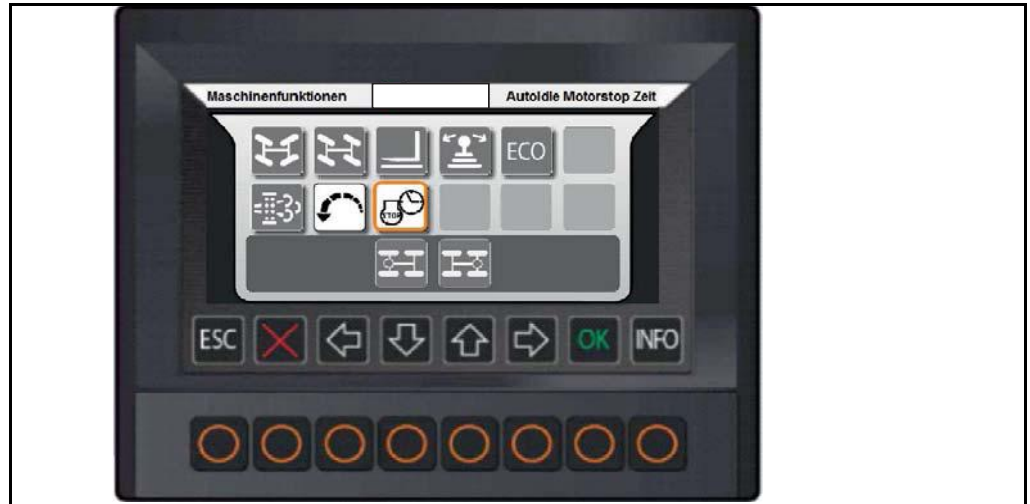 Maschinenfunktionen Autoidle Motorstop Zeit
ECO
STOP
ESC OK INFO